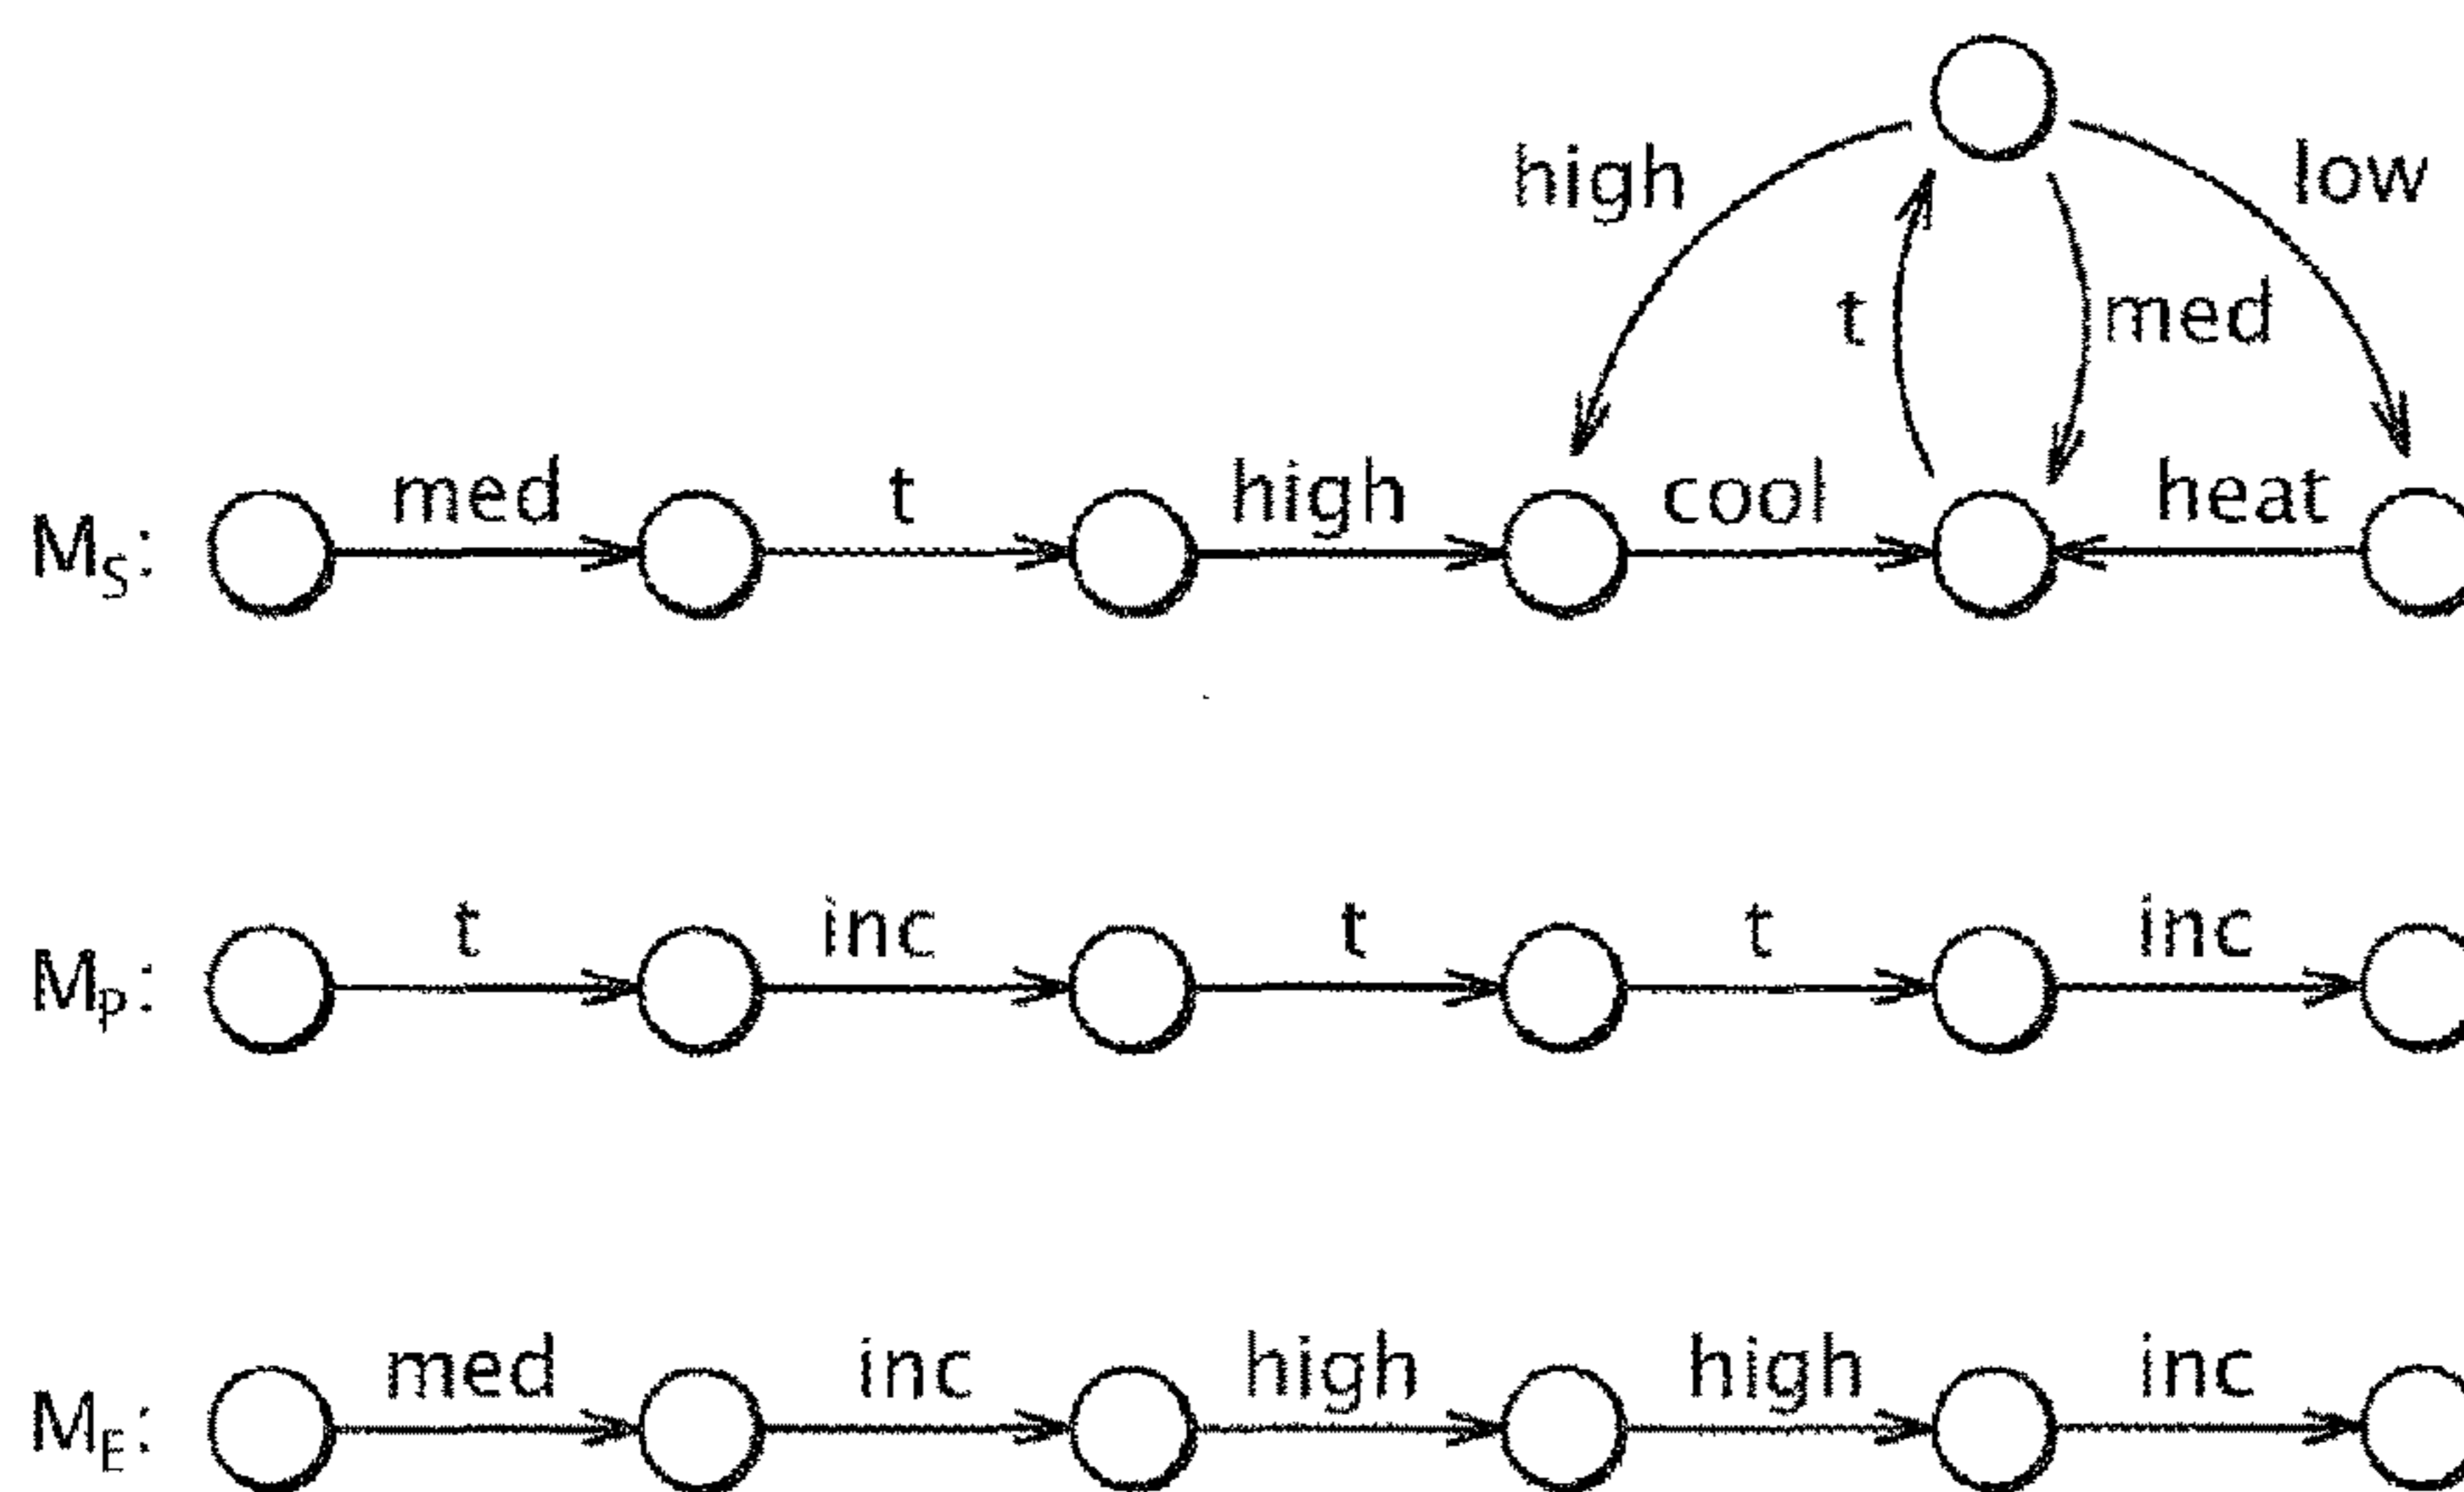 high low
t med
M_S: med t high cool heat
M_P: t inc t t inc
M_E: med inc high high inc